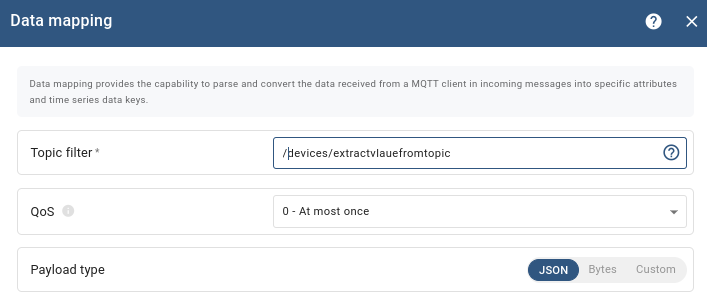 Data mapping
Data mapping provides the capability to parse and convert the data received from a MQTT client in incoming messages into specific attributes
and time series data keys.
Topic filter * /devices/extractvlauefromtopic
QoS 0 - At most once
Payload type JSON Bytes Custom